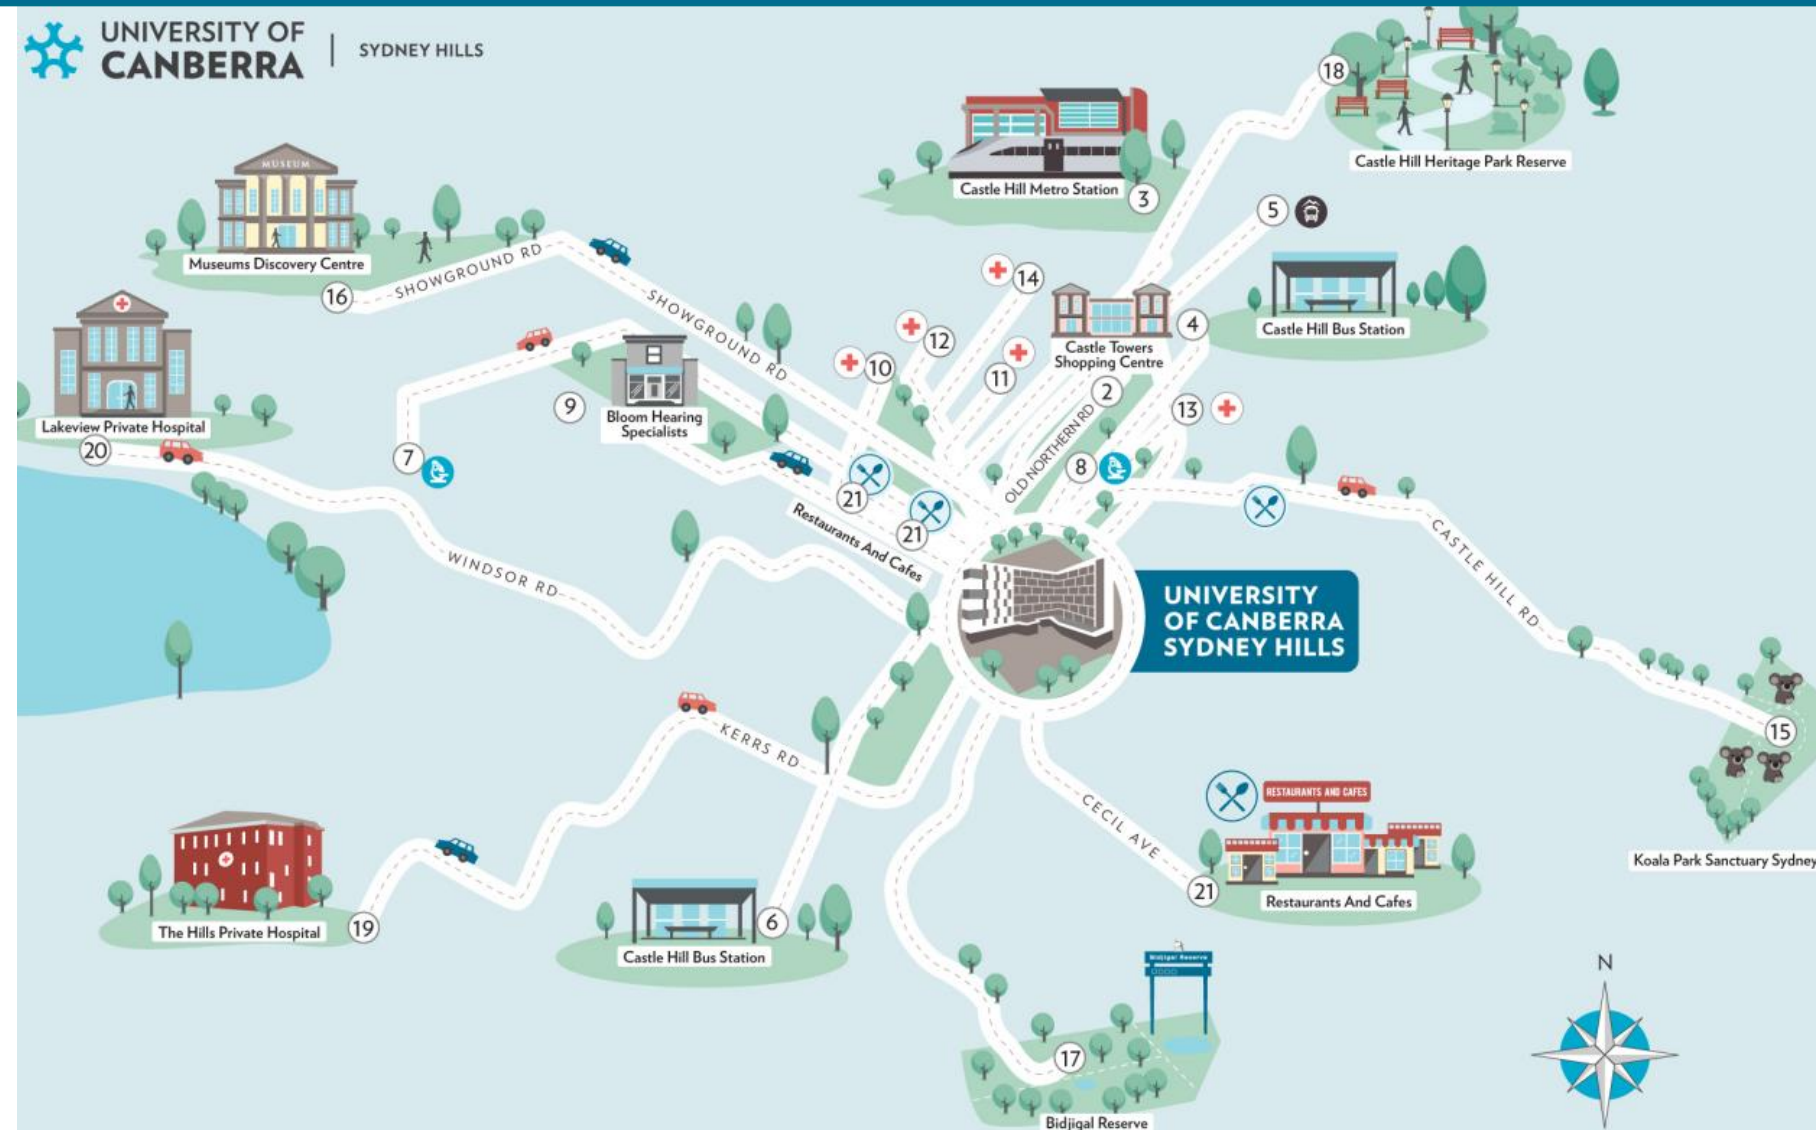 UNIVERSITY OF
CANBERRA
SYDNEY HILLS
18
Castle Hill Heritage Park Reserve
Castle Hill Metro Station
3
5
MUSEUM
Museums Discovery Centre
16
SHOWGROUND RD
SHOWGROUND RD
14
12
10
11
4
Castle Towers
Shopping Centre
2
Castle Hill Bus Station
13
Lakeview Private Hospital
20
9
Bloom Hearing
Specialists
7
OLD NORTHERN RD
8
21
21
Restaurants And Cafes
WINDSOR RD
CASTLE HILL RD
UNIVERSITY
OF CANBERRA
SYDNEY HILLS
15
Koala Park Sanctuary Sydney
KERRS RD
CECIL AVE
RESTAURANTS AND CAFES
21
Restaurants And Cafes
The Hills Private Hospital
19
6
Castle Hill Bus Station
Bidjigal Reserve
17
Bidjigal Reserve
N